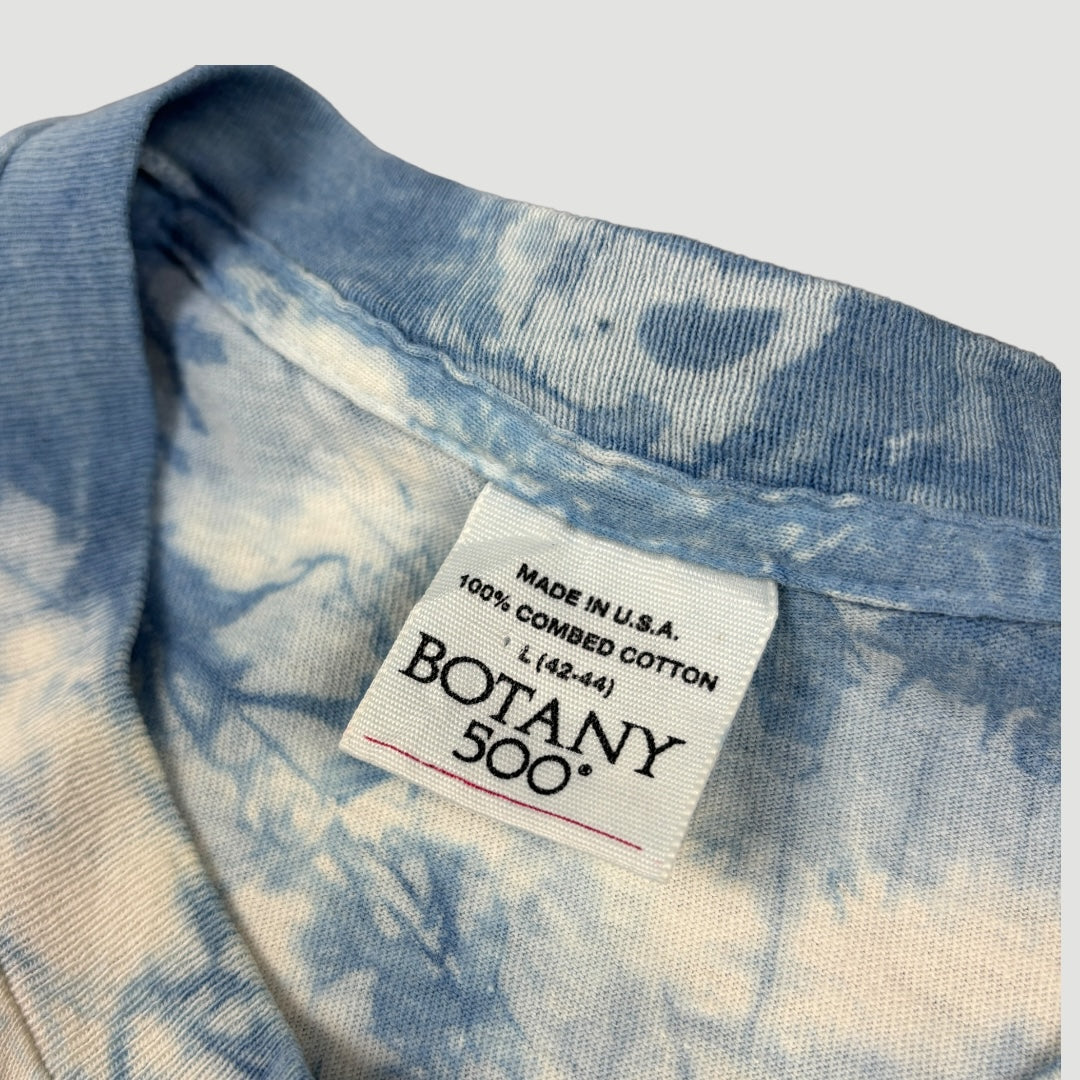 MADE IN U.S.A.
100% COMBED COTTON
L (42-44)
BOTANY
500®